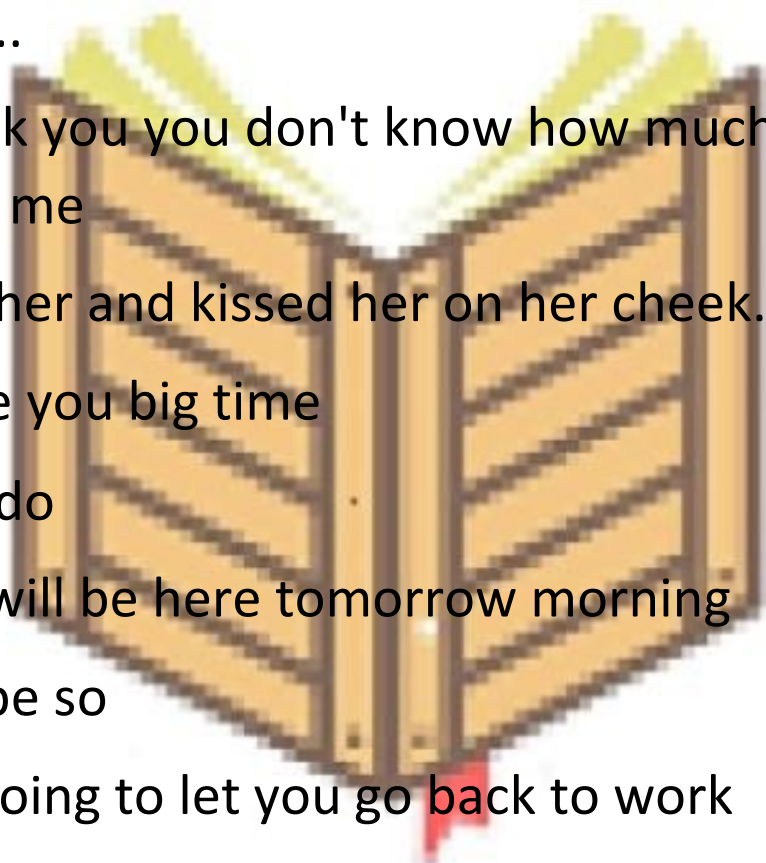 ..
k you you don't know how much
me
her and kissed her on her cheek.
e you big time
do
will be here tomorrow morning
be so
oing to let you go back to work